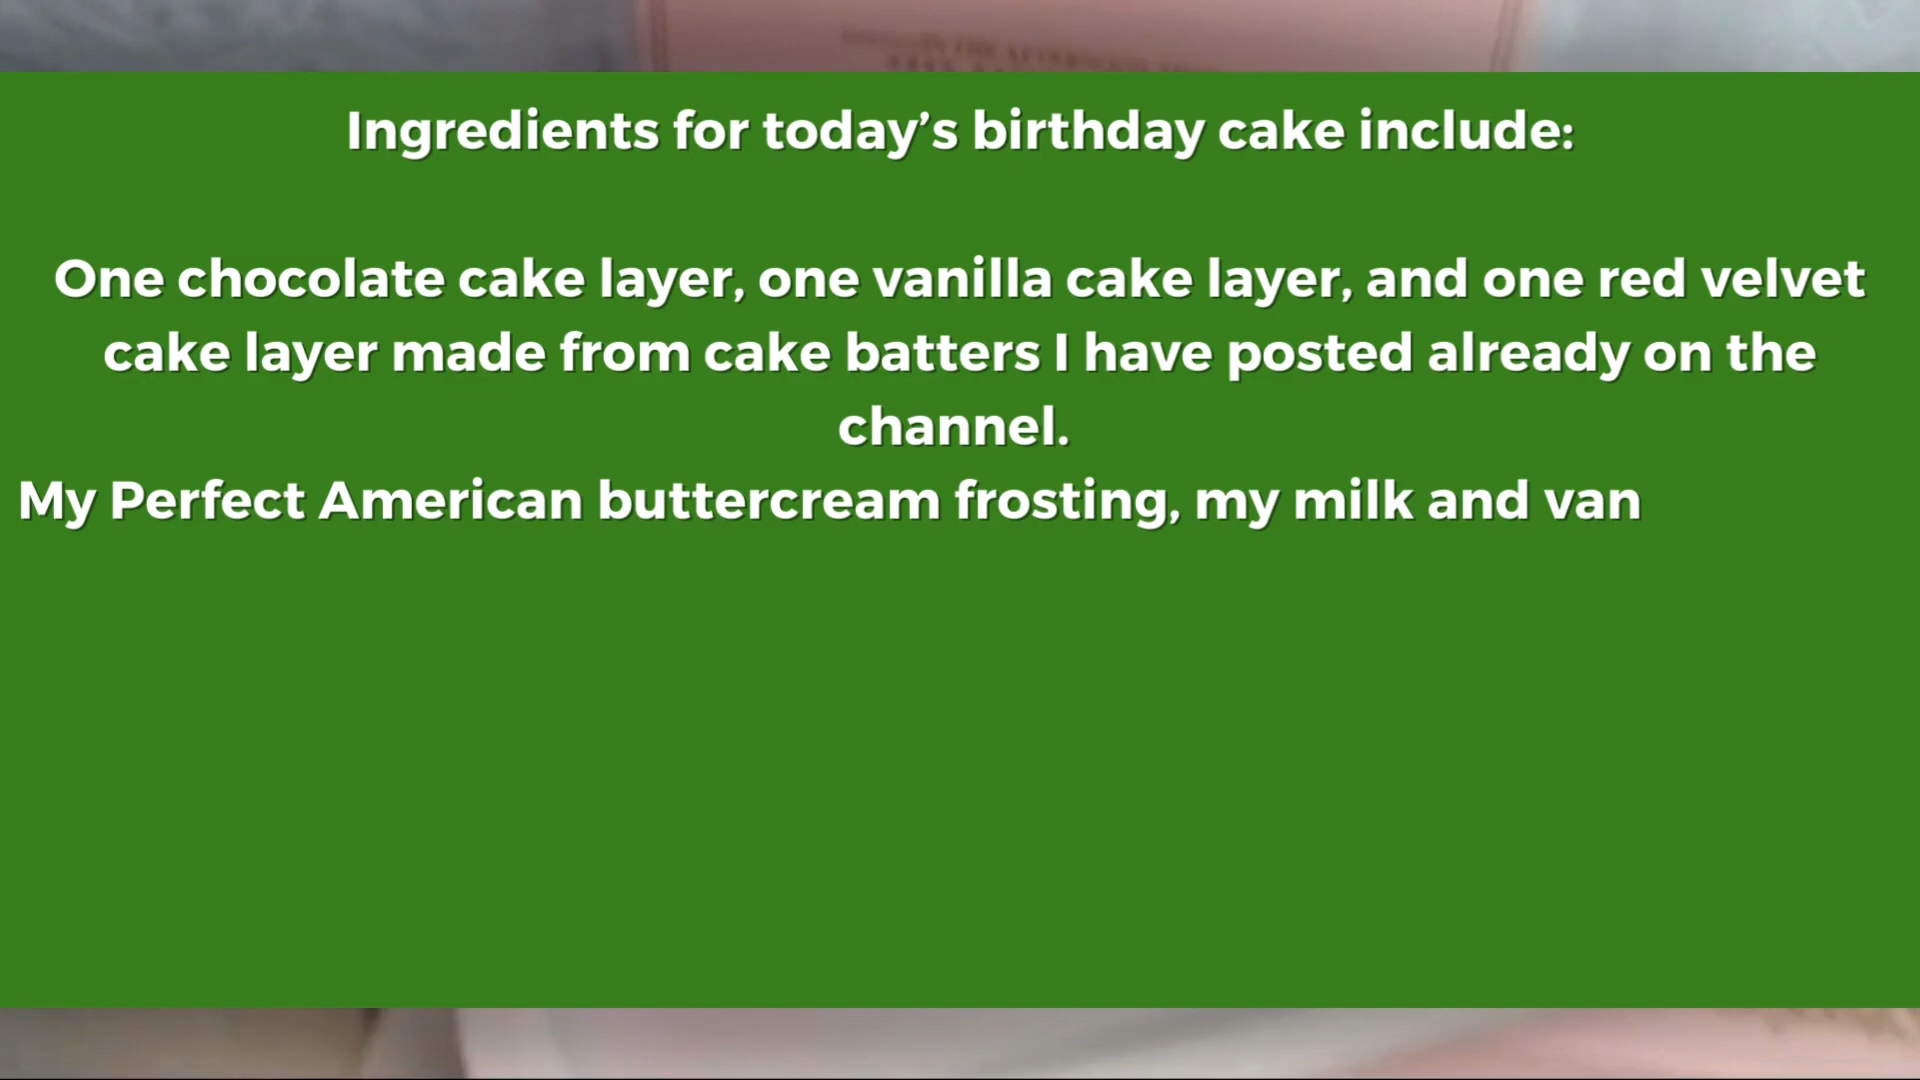 Ingredients for today’s birthday cake include:
One chocolate cake layer, one vanilla cake layer, and one red velvet
cake layer made from cake batters I have posted already on the
channel.
My Perfect American buttercream frosting, my milk and van